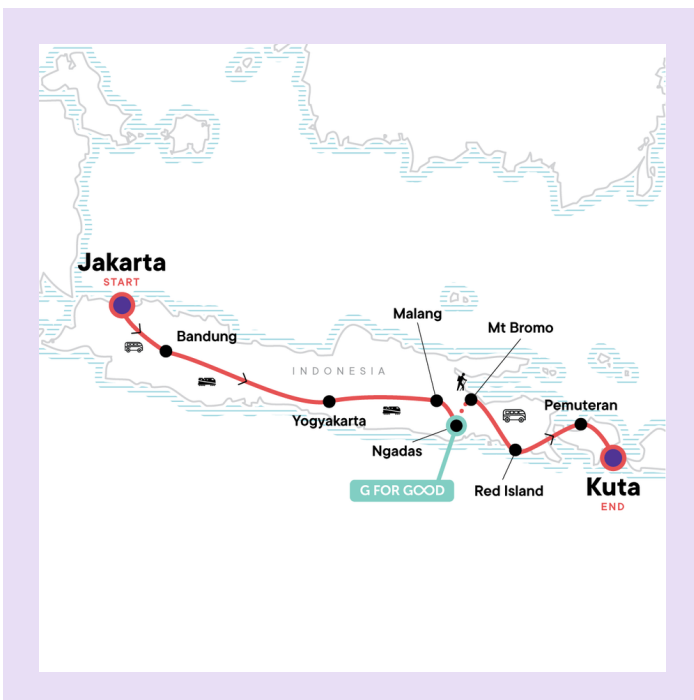 Jakarta
START
Bandung
INDONESIA
Malang
Mt Bromo
Yogyakarta
Pemuteran
Ngadas
G FOR GOOD
Red Island
Kuta
END